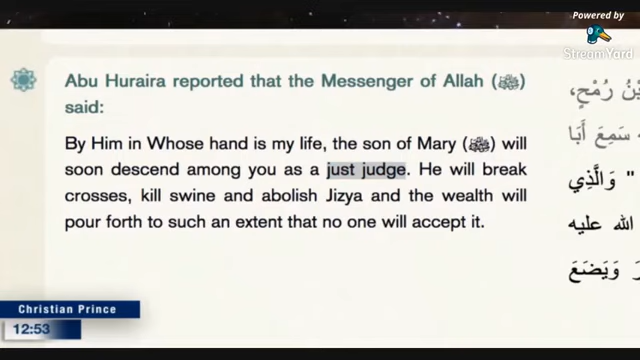 Powered by
StreamYard
Abu Huraira reported that the Messenger of Allah (ﷺ)
said:
By Him in Whose hand is my life, the son of Mary (ﷺ) will
soon descend among you as a just judge. He will break
crosses, kill swine and abolish Jizya and the wealth will
pour forth to such an extent that no one will accept it.
بْنُ رُمْحٍ،
سَمِعَ أَبَا
" وَالَّذِي
الله عليه
وَيَضَعَ
Christian Prince
12:53